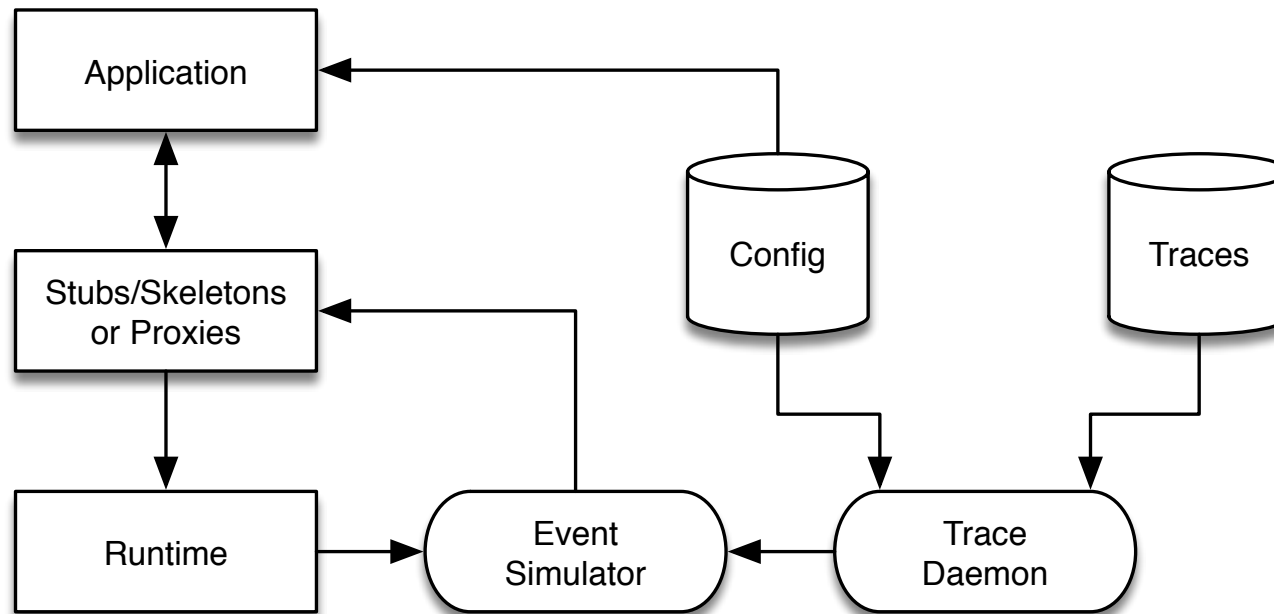 Application
Stubs/Skeletons
or Proxies
Config
Traces
Runtime
Event
Simulator
Trace
Daemon